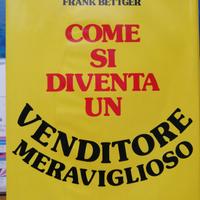 FRANK BETTGER
COME
SI
DIVENTA
UN
VENDITORE
MERAVIGLIOSO